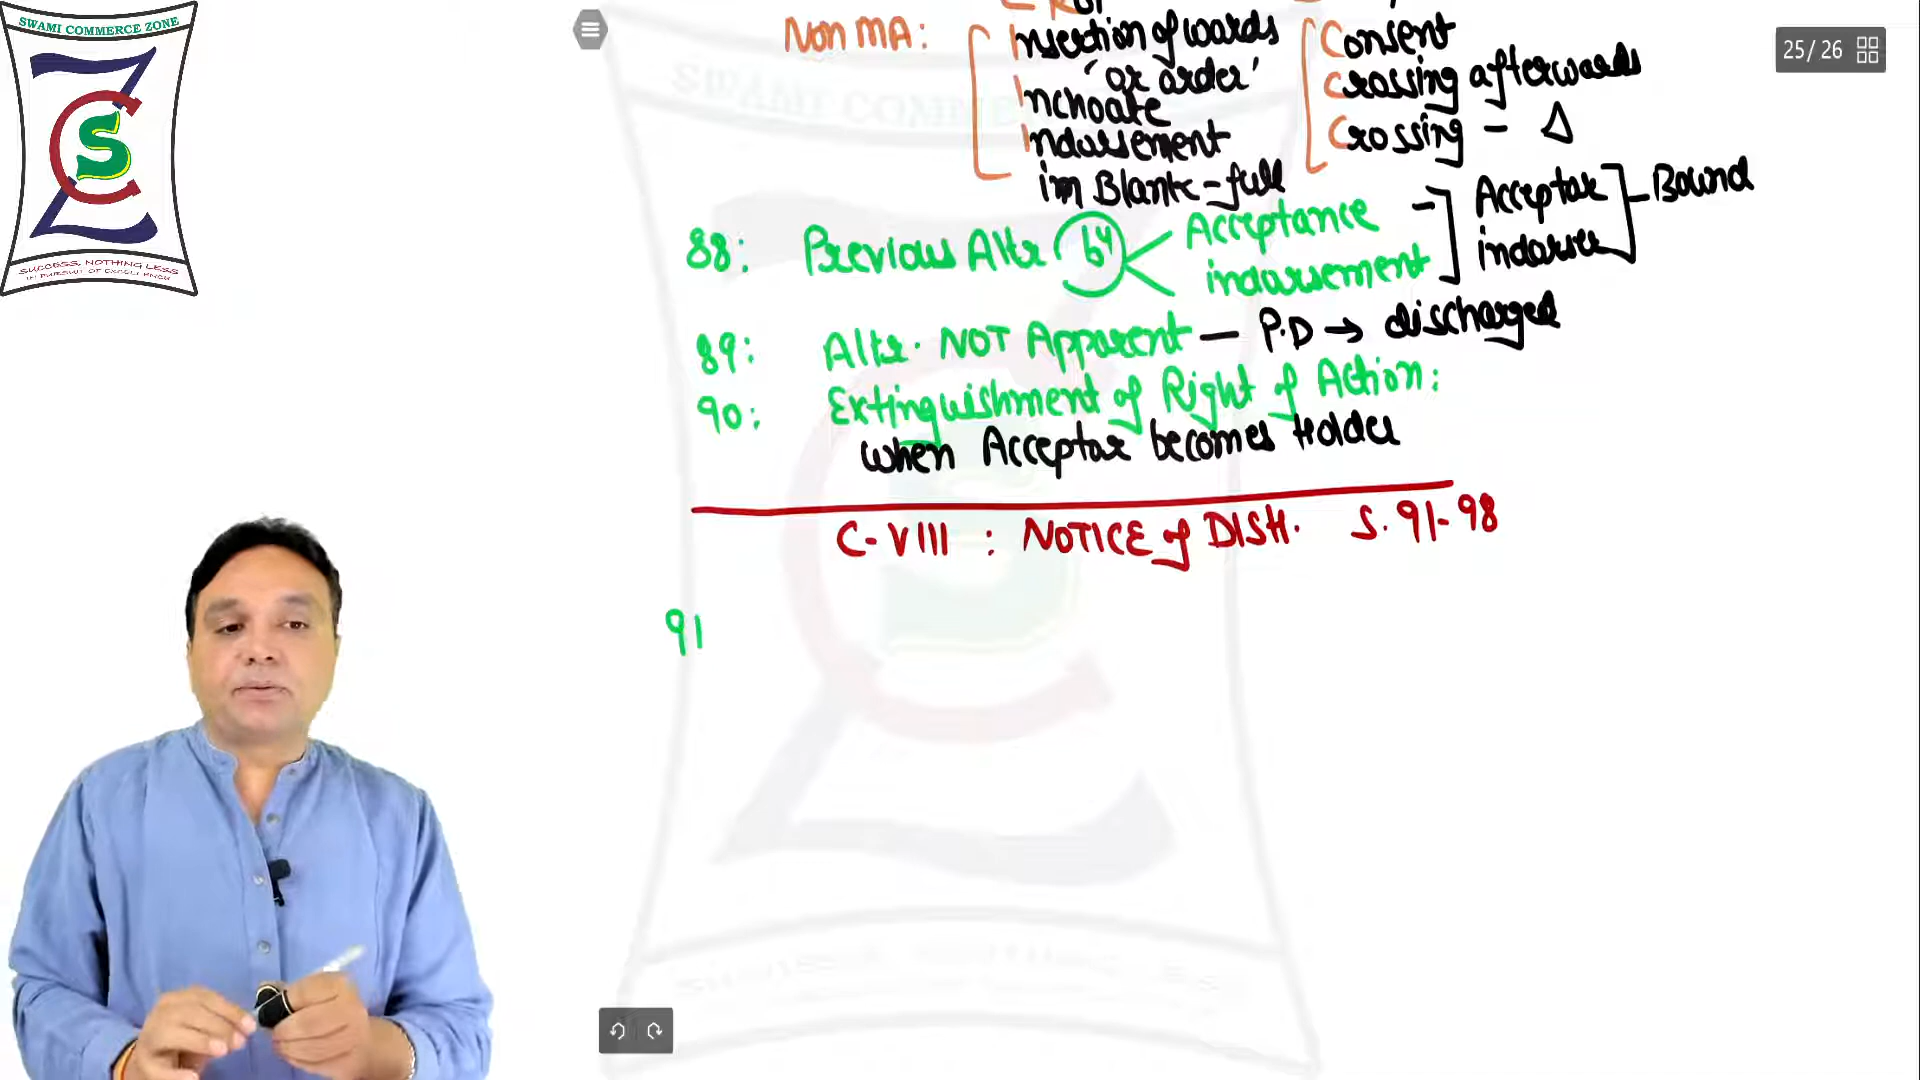 SWAMI COMMERCE ZONE
CS
SUCCESS, NOTHING LESS
25/26
Non MA: Insertion of words Consent
'or order' Crossing afterwards
Inchoate Crossing - Δ
Indorsement
in Blank-full
88: Previous Altr by Acceptance Acceptor Bound
indorsement indorsee
89: Altr. NOT Apparent — P.D → discharged
90: Extinguishment of Right of Action:
when Acceptor becomes Holder
C-VIII : NOTICE of DISH. S. 91-98
91